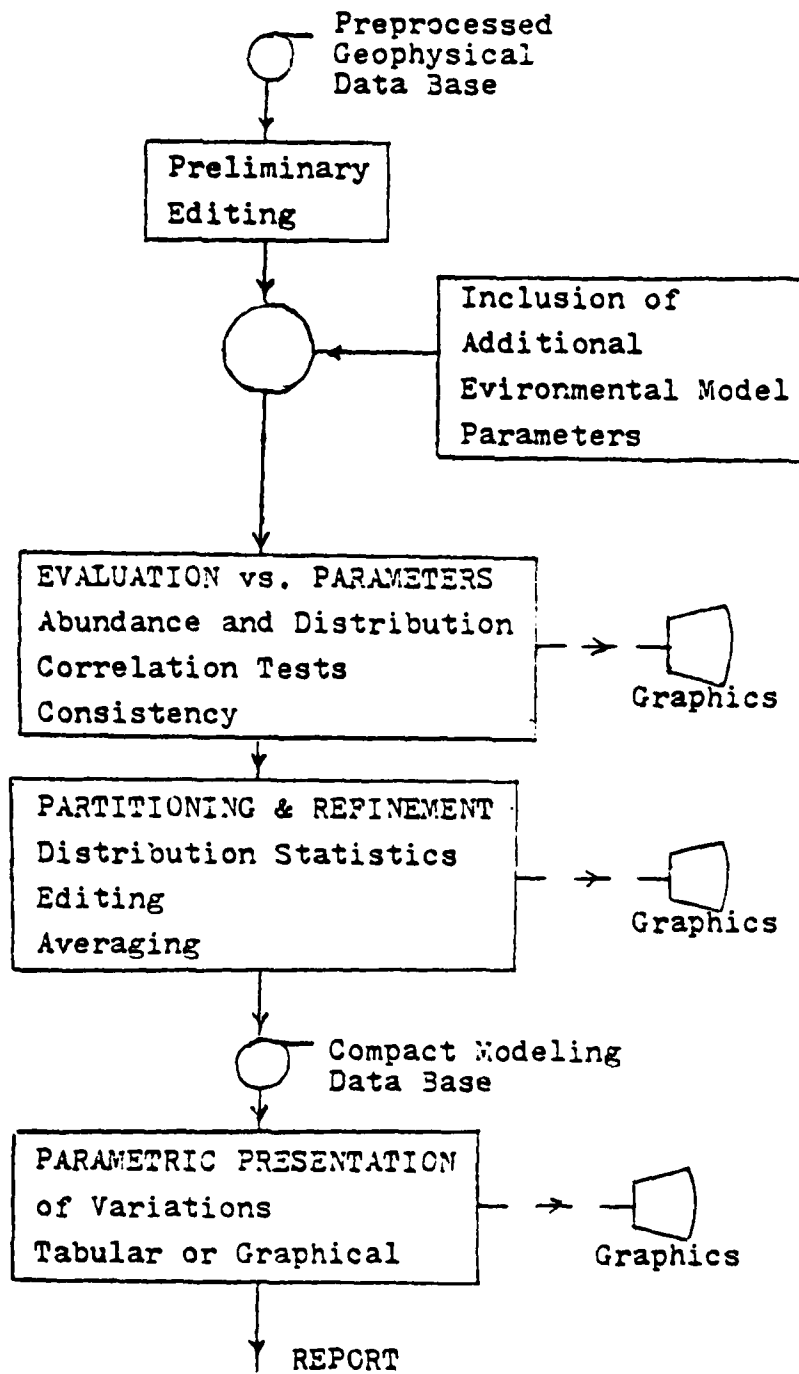 Preprocessed
Geophysical
Data Base
Preliminary
Editing
Inclusion of
Additional
Evironmental Model
Parameters
EVALUATION vs. PARAMETERS
Abundance and Distribution
Correlation Tests
Consistency
Graphics
PARTITIONING & REFINEMENT
Distribution Statistics
Editing
Averaging
Graphics
Compact Modeling
Data Base
PARAMETRIC PRESENTATION
of Variations
Tabular or Graphical
Graphics
REPORT